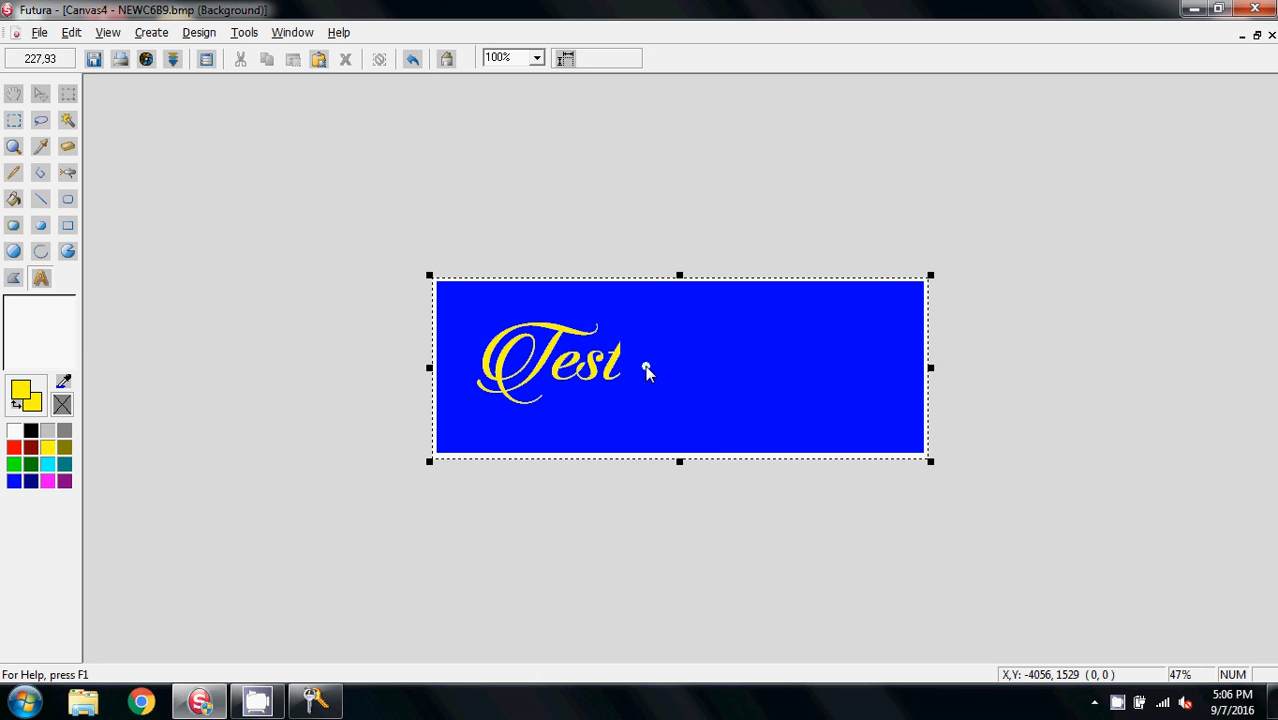 Futura - [Canvas4 - NEWC6B9.bmp (Background)]
File Edit View Create Design Tools Window Help
227,93
100%
A
Test
For Help, press F1
X,Y: -4056, 1529 (0, 0)
47%
NUM
5:06 PM
9/7/2016